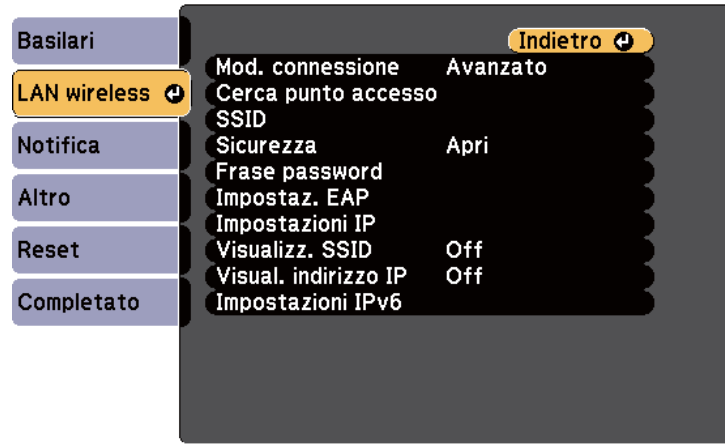 Basilari
LAN wireless
Notifica
Altro
Reset
Completato
Indietro
Mod. connessione Avanzato
Cerca punto accesso
SSID
Sicurezza Apri
Frase password
Impostaz. EAP
Impostazioni IP
Visualizz. SSID Off
Visual. indirizzo IP Off
Impostazioni IPv6